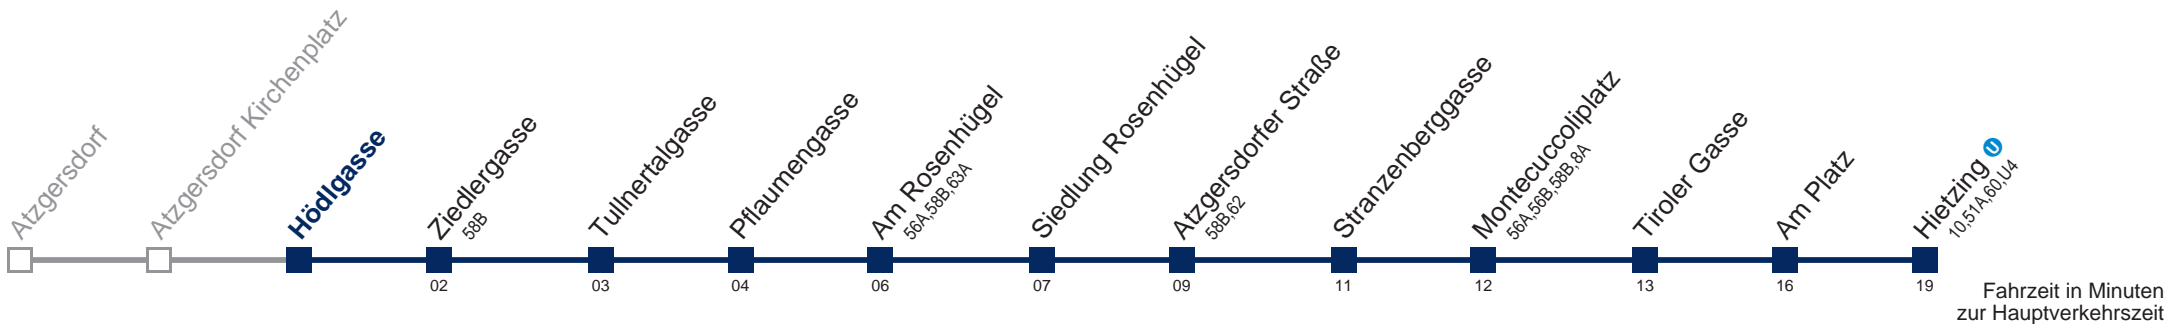 Atzgersdorf
Atzgersdorf Kirchenplatz
Hödlgasse
Ziedlergasse
58B
Tullnertalgasse
Pflaumengasse
Am Rosenhügel
56A,58B,63A
Siedlung Rosenhügel
Atzgersdorfer Straße
58B,62
Stranzenberggasse
Montecuccoliplatz
56A,56B,58B,8A
Tiroler Gasse
Am Platz
Hietzing U
10,51A,60,U4
02 03 04 06 07 09 11 12 13 16 19
Fahrzeit in Minuten
zur Hauptverkehrszeit